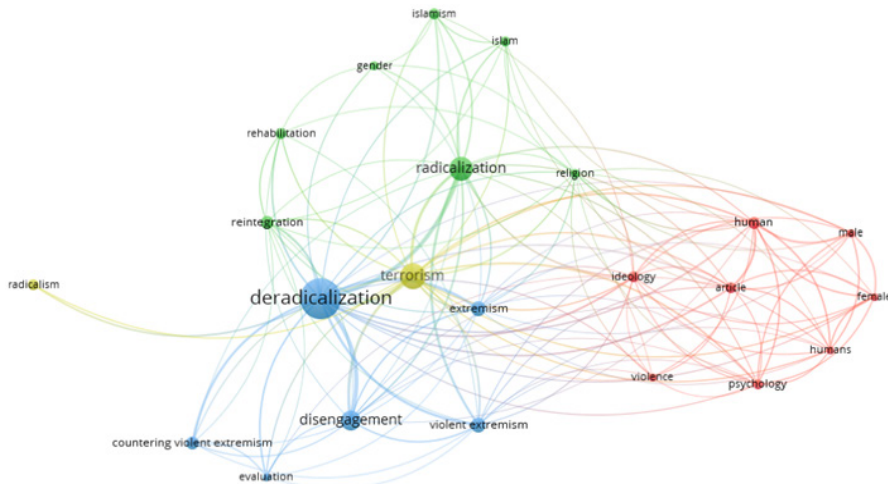 islamism
islam
gender
rehabilitation
radicalization
religion
reintegration
human
male
terrorism
ideology
radicalism
article
deradicalization
female
extremism
humans
violence
psychology
disengagement
violent extremism
countering violent extremism
evaluation